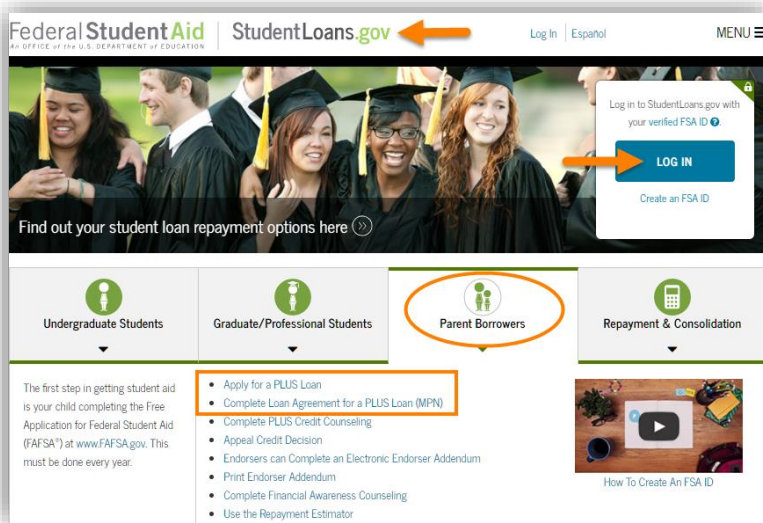 Federal Student Aid
An OFFICE of the U.S. DEPARTMENT of EDUCATION
StudentLoans.gov
Log In
Español
MENU
Log in to StudentLoans.gov with
your verified FSA ID
LOG IN
Create an FSA ID
Find out your student loan repayment options here
Undergraduate Students
Graduate/Professional Students
Parent Borrowers
Repayment & Consolidation
The first step in getting student aid
is your child completing the Free
Application for Federal Student Aid
(FAFSA®) at www.FAFSA.gov. This
must be done every year.
• Apply for a PLUS Loan
• Complete Loan Agreement for a PLUS Loan (MPN)
• Complete PLUS Credit Counseling
• Appeal Credit Decision
• Endorsers can Complete an Electronic Endorser Addendum
• Print Endorser Addendum
• Complete Financial Awareness Counseling
• Use the Repayment Estimator
How To Create An FSA ID